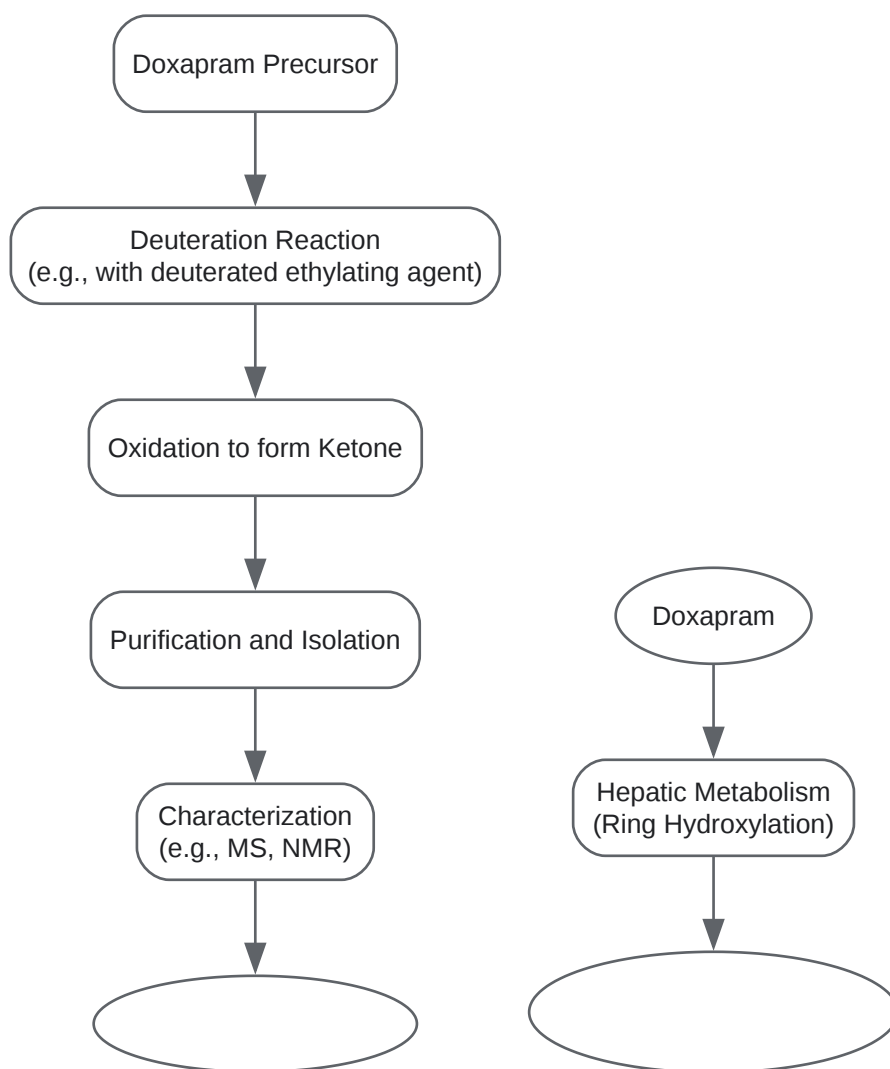 Doxapram Precursor
Deuteration Reaction
(e.g., with deuterated ethylating agent)
Oxidation to form Ketone
Purification and Isolation
Characterization
(e.g., MS, NMR)
Doxapram
Hepatic Metabolism
(Ring Hydroxylation)